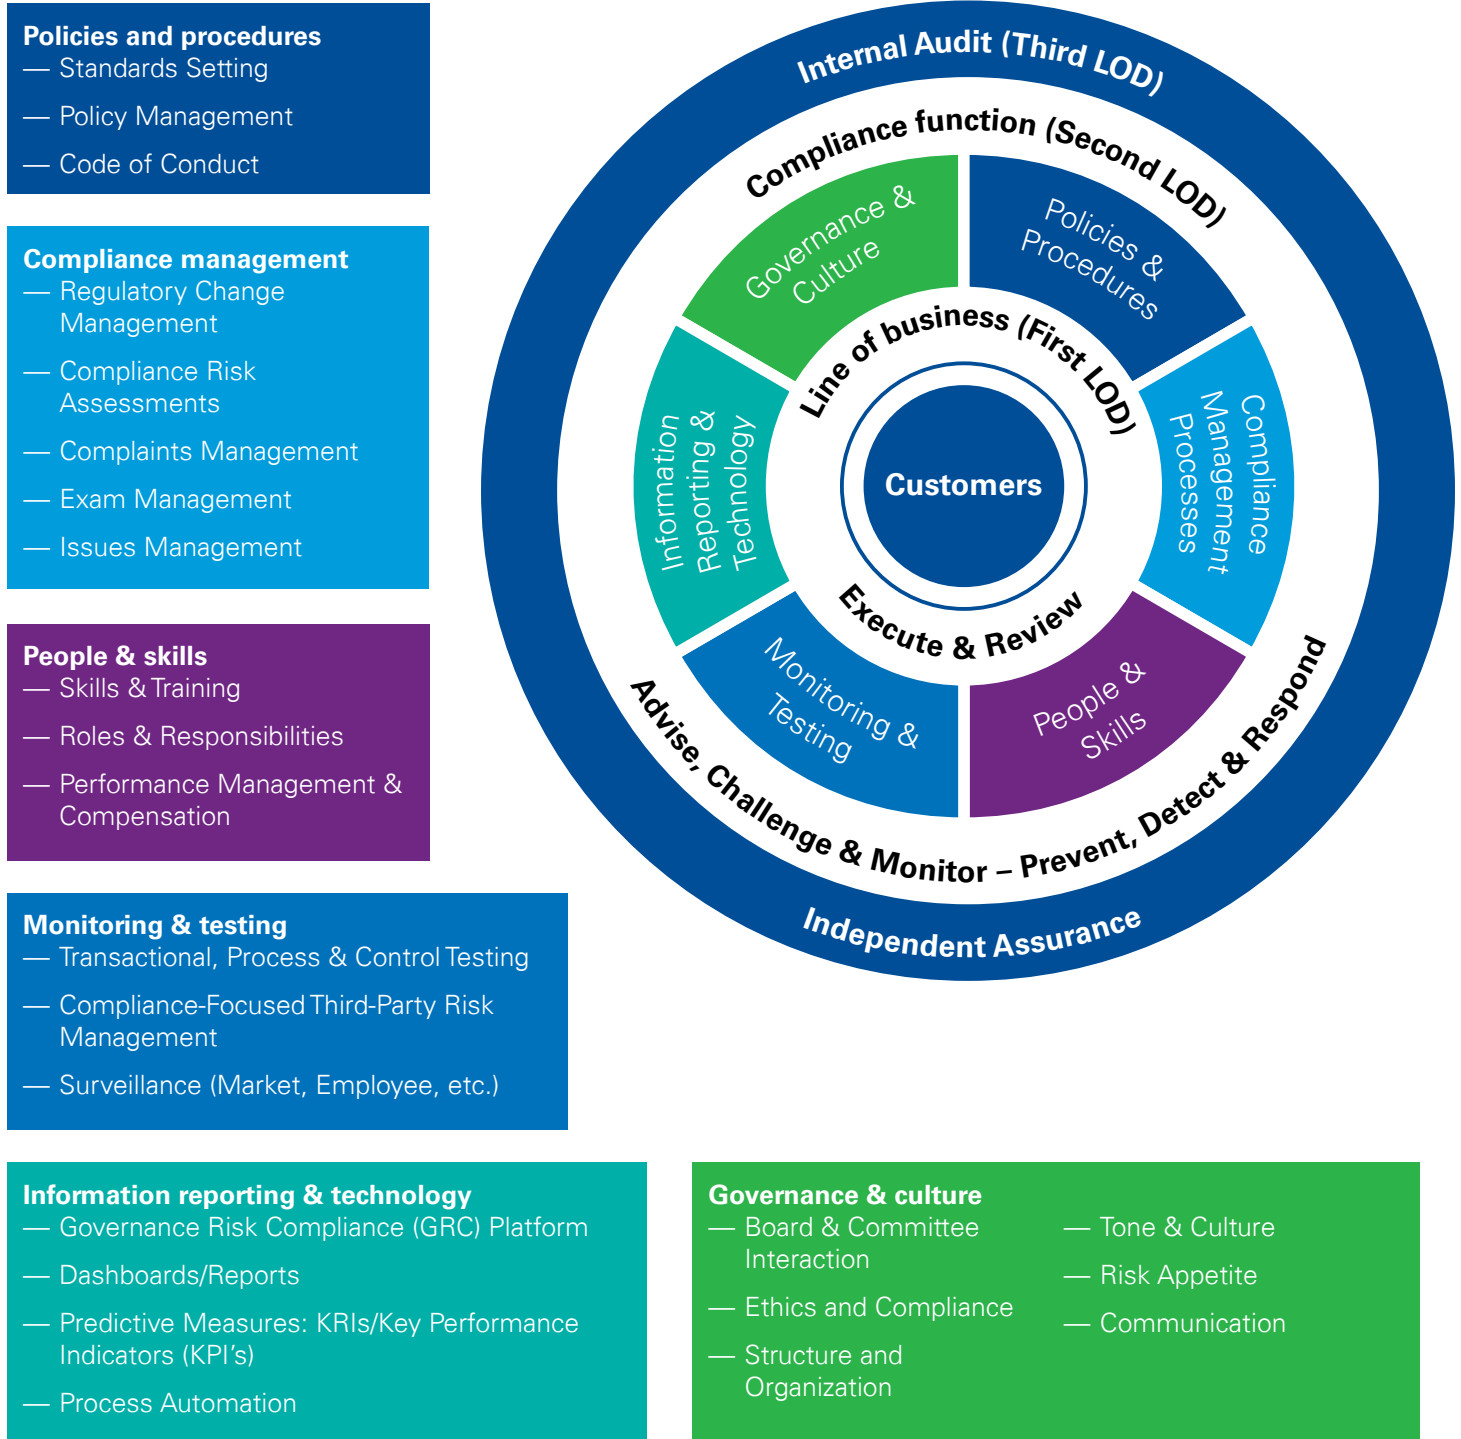 Policies and procedures
— Standards Setting
— Policy Management
— Code of Conduct
Compliance management
— Regulatory Change
Management
— Compliance Risk
Assessments
— Complaints Management
— Exam Management
— Issues Management
People & skills
— Skills & Training
— Roles & Responsibilities
— Performance Management &
Compensation
Monitoring & testing
— Transactional, Process & Control Testing
— Compliance-Focused Third-Party Risk
Management
— Surveillance (Market, Employee, etc.)
Information reporting & technology
— Governance Risk Compliance (GRC) Platform
— Dashboards/Reports
— Predictive Measures: KRIs/Key Performance
Indicators (KPI’s)
— Process Automation
Governance & culture
— Board & Committee
Interaction
— Ethics and Compliance
— Structure and
Organization
— Tone & Culture
— Risk Appetite
— Communication
Internal Audit (Third LOD)
Compliance function (Second LOD)
Governance &
Culture
Policies &
Procedures
Line of business (First LOD)
Information
Reporting &
Technology
Customers
Compliance
Management
Processes
Execute & Review
Monitoring &
Testing
People &
Skills
Advise, Challenge & Monitor – Prevent, Detect & Respond
Independent Assurance